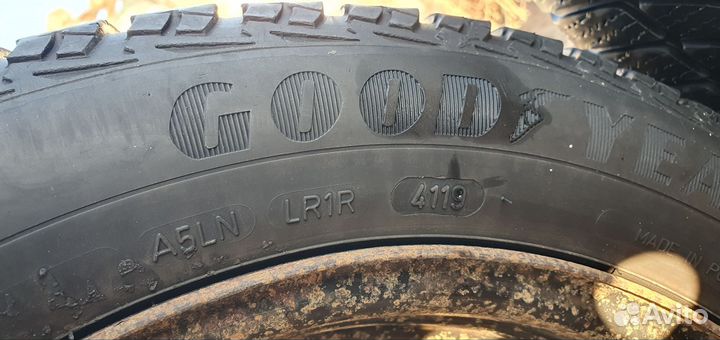 GOODYEA
A5LN LR1R 4119
MADE IN P
Avito